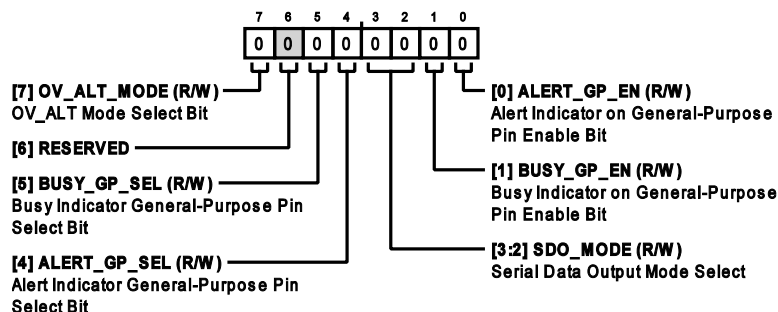 7 6 5 4 3 2 1 0
0 0 0 0 0 0 0 0
[7] OV_ALT_MODE (R/W)
OV_ALT Mode Select Bit
[6] RESERVED
[5] BUSY_GP_SEL (R/W)
Busy Indicator General-Purpose Pin
Select Bit
[4] ALERT_GP_SEL (R/W)
Alert Indicator General-Purpose Pin
Select Bit
[0] ALERT_GP_EN (R/W)
Alert Indicator on General-Purpose
Pin Enable Bit
[1] BUSY_GP_EN (R/W)
Busy Indicator on General-Purpose
Pin Enable Bit
[3:2] SDO_MODE (R/W)
Serial Data Output Mode Select